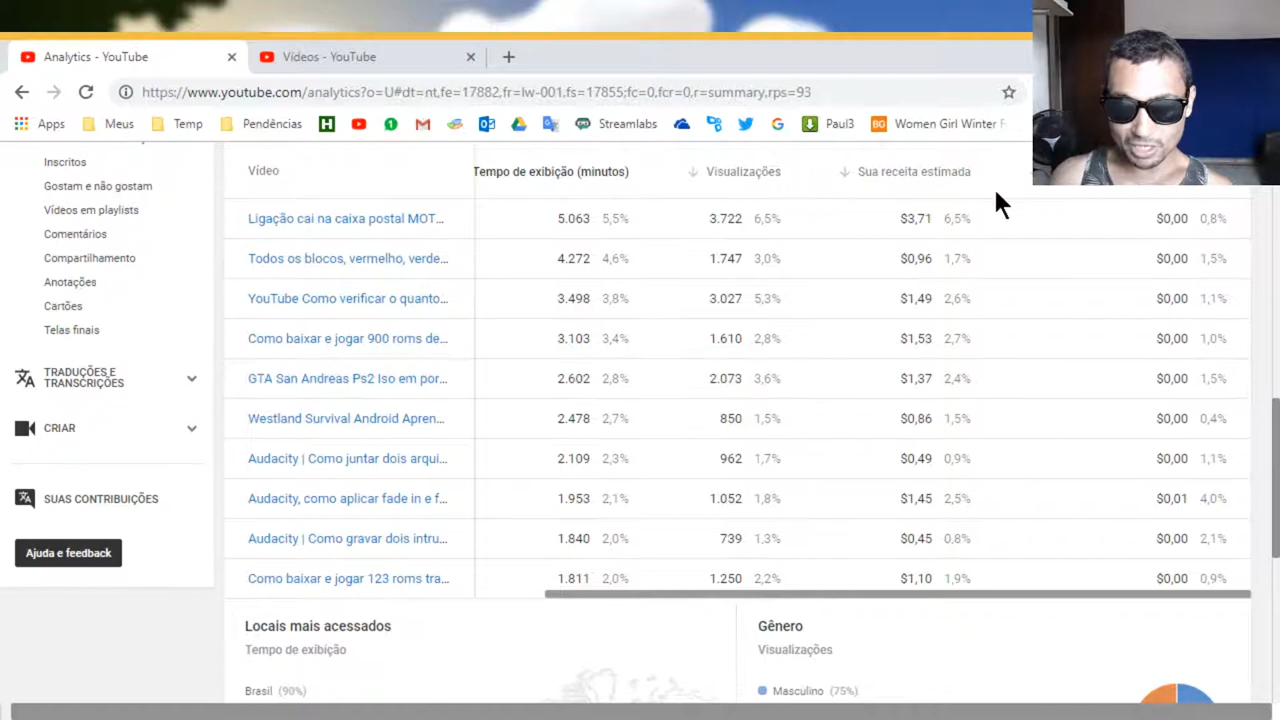 Analytics - YouTube
Vídeos - YouTube
https://www.youtube.com/analytics?o=U#dt=nt,fe=17882,fr=lw-001,fs=17855;fc=0,fcr=0,r=summary,rps=93
Apps Meus Temp Pendências Streamlabs Paul3 Women Girl Winter
Inscritos
Gostam e não gostam
Vídeos em playlists
Comentários
Compartilhamento
Anotações
Cartões
Telas finais
TRADUÇÕES E
TRANSCRIÇÕES
CRIAR
SUAS CONTRIBUIÇÕES
Ajuda e feedback
Vídeo Tempo de exibição (minutos) Visualizações Sua receita estimada
Ligação cai na caixa postal MOT... 5.063 5,5% 3.722 6,5% $3,71 6,5% $0,00 0,8%
Todos os blocos, vermelho, verde... 4.272 4,6% 1.747 3,0% $0,96 1,7% $0,00 1,5%
YouTube Como verificar o quanto... 3.498 3,8% 3.027 5,3% $1,49 2,6% $0,00 1,1%
Como baixar e jogar 900 roms de... 3.103 3,4% 1.610 2,8% $1,53 2,7% $0,00 1,0%
GTA San Andreas Ps2 Iso em por... 2.602 2,8% 2.073 3,6% $1,37 2,4% $0,00 1,5%
Westland Survival Android Apren... 2.478 2,7% 850 1,5% $0,86 1,5% $0,00 0,4%
Audacity | Como juntar dois arqui... 2.109 2,3% 962 1,7% $0,49 0,9% $0,00 1,1%
Audacity, como aplicar fade in e f... 1.953 2,1% 1.052 1,8% $1,45 2,5% $0,01 4,0%
Audacity | Como gravar dois intru... 1.840 2,0% 739 1,3% $0,45 0,8% $0,00 2,1%
Como baixar e jogar 123 roms tra... 1.811 2,0% 1.250 2,2% $1,10 1,9% $0,00 0,9%
Locais mais acessados
Tempo de exibição
Brasil (90%)
Gênero
Visualizações
Masculino (75%)